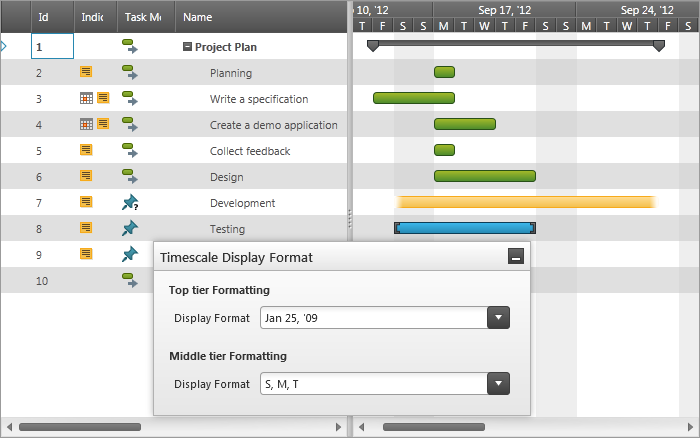 Id Indic Task Mo Name
10, '12 Sep 17, '12 Sep 24, '12
T F S S M T W T F S S M T W T F S
1 Project Plan
2 Planning
3 Write a specification
4 Create a demo application
5 Collect feedback
6 Design
7 ? Development
8 Testing
9
10
Timescale Display Format
Top tier Formatting
Display Format Jan 25, '09
Middle tier Formatting
Display Format S, M, T